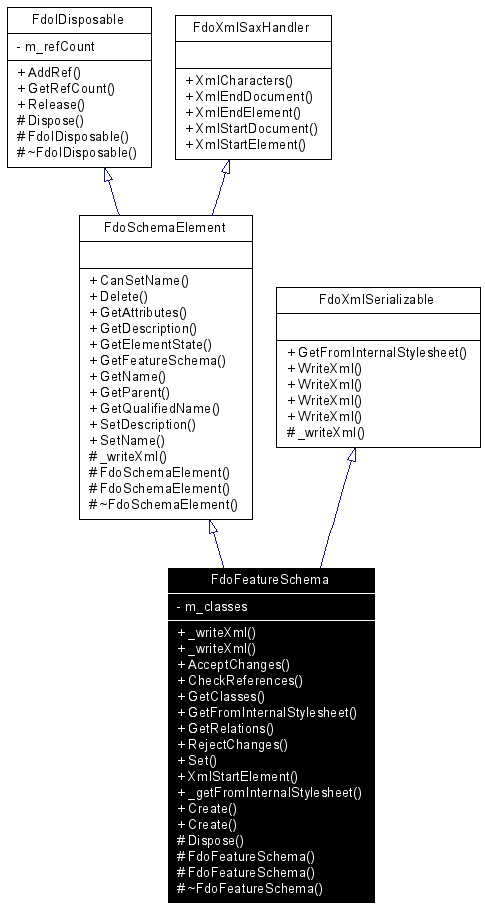 FdoIDisposable
- m_refCount
+ AddRef()
+ GetRefCount()
+ Release()
# Dispose()
# FdoIDisposable()
# ~FdoIDisposable()
FdoXmlSaxHandler
+ XmlCharacters()
+ XmlEndDocument()
+ XmlEndElement()
+ XmlStartDocument()
+ XmlStartElement()
FdoSchemaElement
+ CanSetName()
+ Delete()
+ GetAttributes()
+ GetDescription()
+ GetElementState()
+ GetFeatureSchema()
+ GetName()
+ GetParent()
+ GetQualifiedName()
+ SetDescription()
+ SetName()
# _writeXml()
# FdoSchemaElement()
# FdoSchemaElement()
# ~FdoSchemaElement()
FdoXmlSerializable
+ GetFromInternalStylesheet()
+ WriteXml()
+ WriteXml()
+ WriteXml()
+ WriteXml()
# _writeXml()
FdoFeatureSchema
- m_classes
+ _writeXml()
+ _writeXml()
+ AcceptChanges()
+ CheckReferences()
+ GetClasses()
+ GetFromInternalStylesheet()
+ GetRelations()
+ RejectChanges()
+ Set()
+ XmlStartElement()
+ _getFromInternalStylesheet()
+ Create()
+ Create()
# Dispose()
# FdoFeatureSchema()
# FdoFeatureSchema()
# ~FdoFeatureSchema()